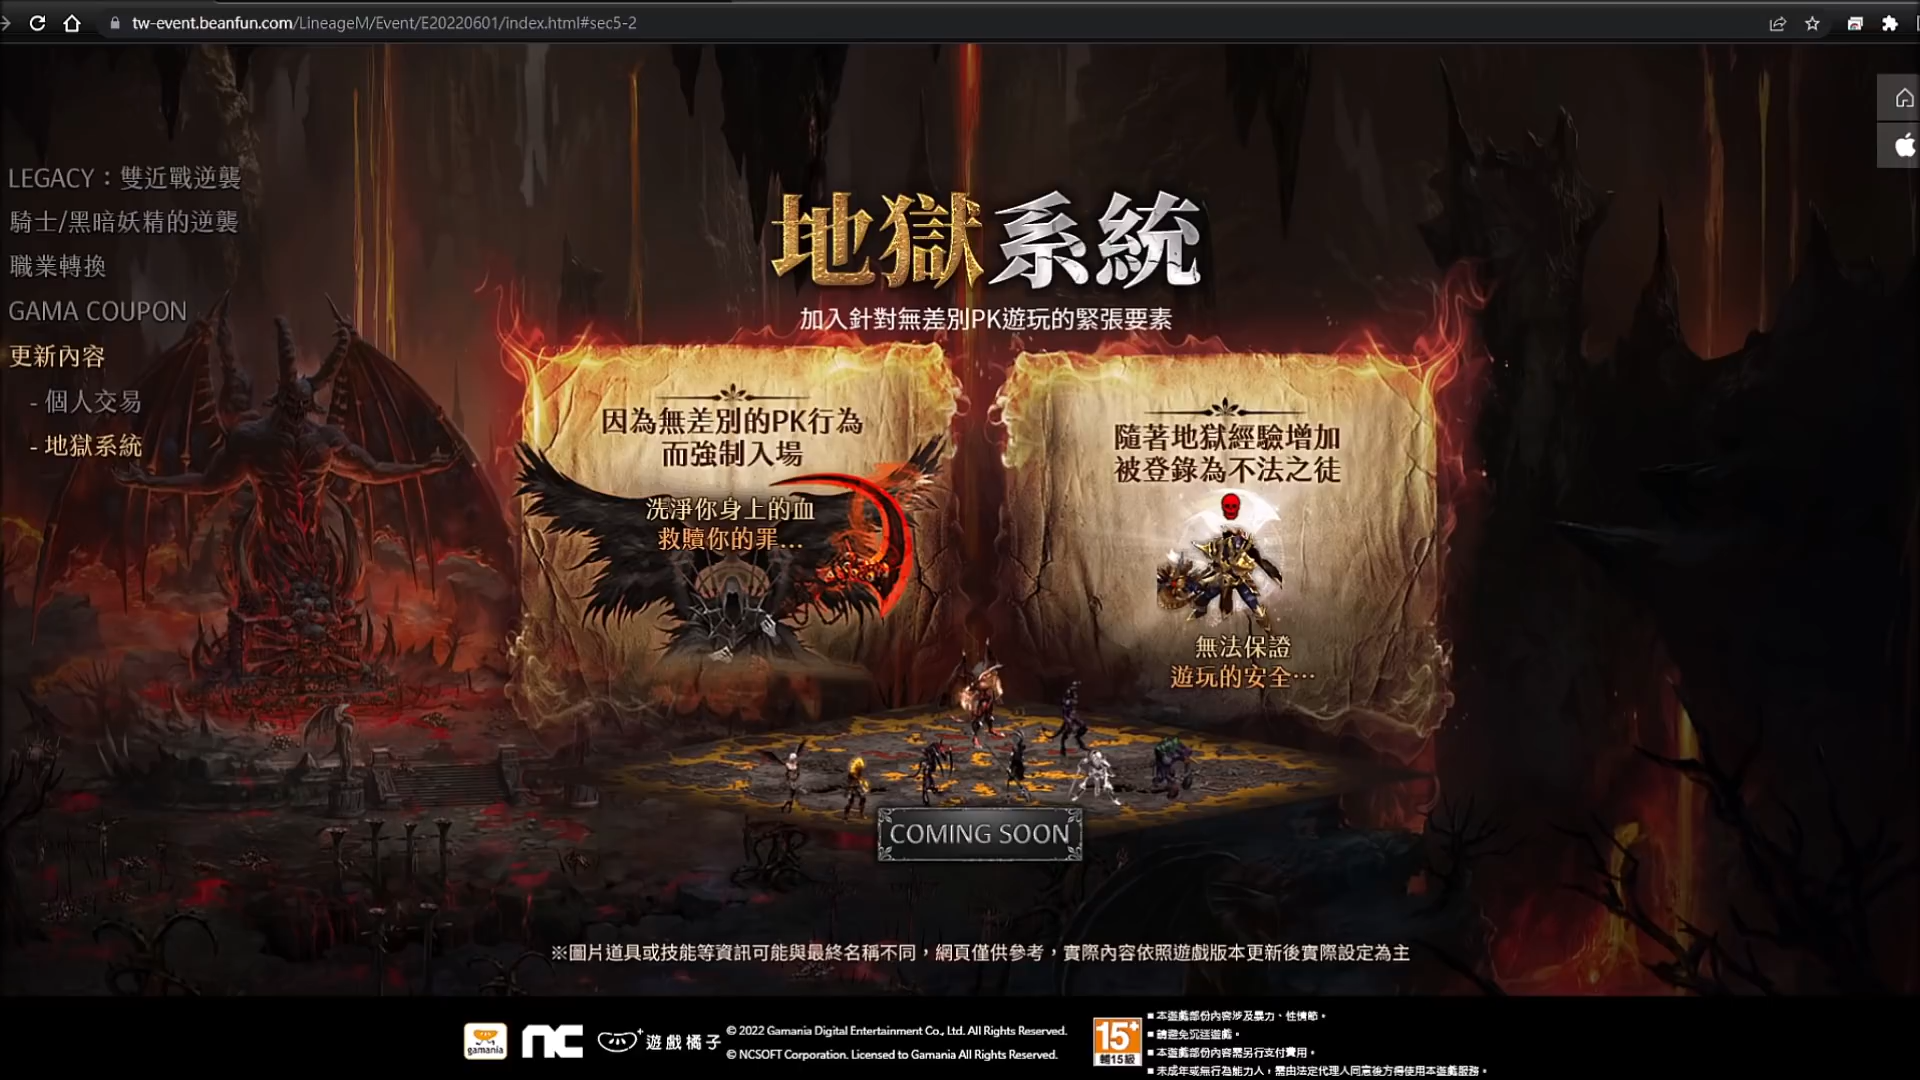 tw-event.beanfun.com/LineageM/Event/E20220601/index.html#sec5-2
LEGACY：雙近戰逆襲
騎士/黑暗妖精的逆襲
職業轉換
GAMA COUPON
更新內容
- 個人交易
- 地獄系統
地獄系統
加入針對無差別PK遊玩的緊張要素
因為無差別的PK行為
而強制入場
洗淨你身上的血
救贖你的罪...
隨著地獄經驗增加
被登錄為不法之徒
無法保證
遊玩的安全…
COMING SOON
※圖片道具或技能等資訊可能與最終名稱不同，網頁僅供參考，實際內容依照遊戲版本更新後實際設定為主
gamania
nc
遊戲橘子
© 2022 Gamania Digital Entertainment Co., Ltd. All Rights Reserved.
© NCSOFT Corporation. Licensed to Gamania All Rights Reserved.
15+
輔15級
■ 本遊戲部份內容涉及暴力、性情節。
■ 請避免沉迷遊戲。
■ 本遊戲部份內容需另行支付費用。
■ 未成年或無行為能力人，需由法定代理人同意後方得使用本遊戲服務。